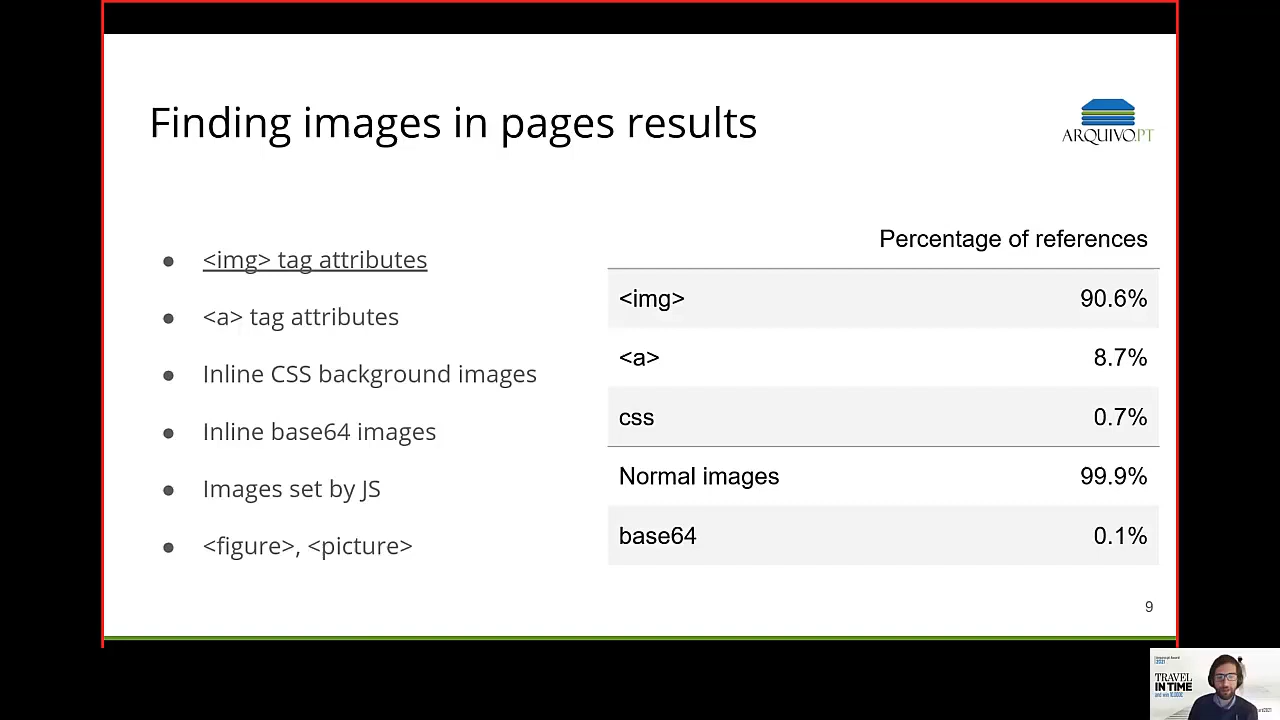 Finding images in pages results
ARQUIVO.PT
<img> tag attributes
<a> tag attributes
Inline CSS background images
Inline base64 images
Images set by JS
<figure>, <picture>
Percentage of references
<img> 90.6%
<a> 8.7%
css 0.7%
Normal images 99.9%
base64 0.1%
9
2021
TRAVEL
IN TIME